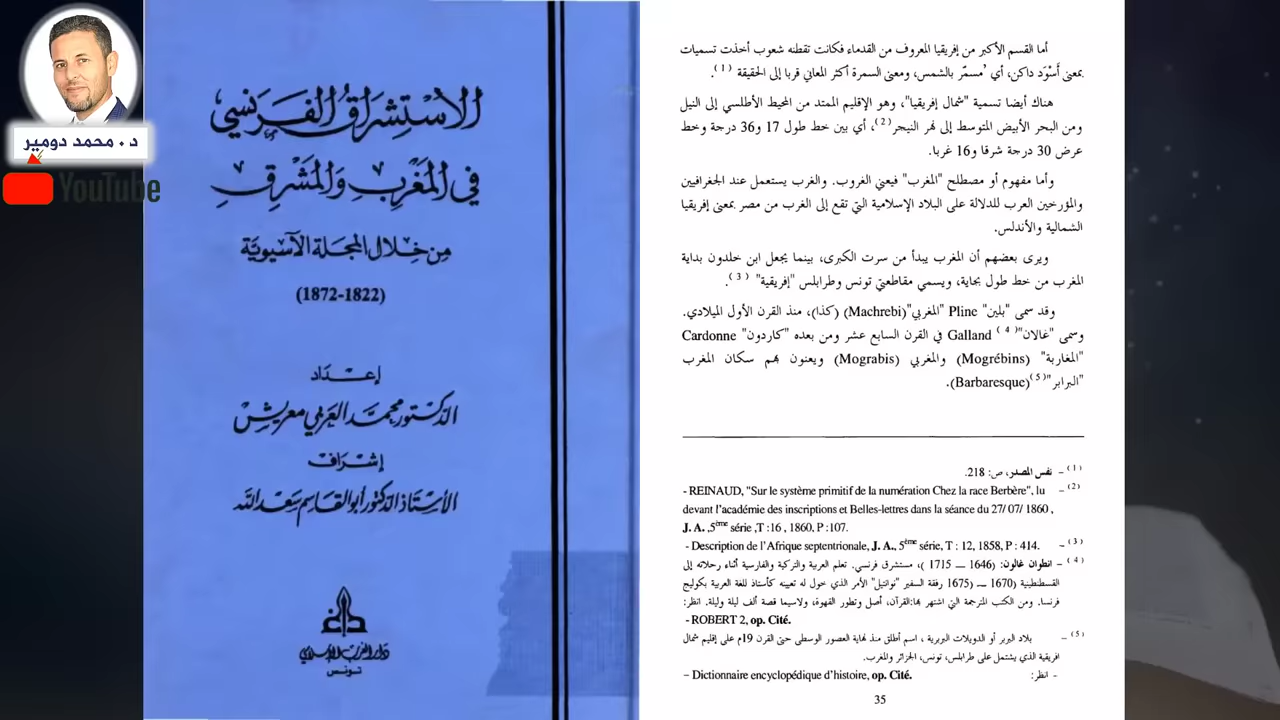 د. محمد دومير
YouTube
الاستشراق الفرنسي
في المغرب والمشرق
من خلال المجلة الآسيوية
(1872-1822)
إعداد
الدكتور محمد العربي معريش
إشراف
الأستاذ الدكتور أبو القاسم سعد الله
دار الغرب الإسلامي
تونس
أما القسم الأكبر من إفريقيا المعروف من القدماء فكانت تقطنه شعوب أخذت تسميات
بمعنى أَسْوَد داكن، أي ُمسمّر بالشمس، ومعنى السمرة أكثر المعاني قربا إلى الحقيقة (1).
هناك أيضا تسمية "شمال إفريقيا"، وهو الإقليم الممتد من المحيط الأطلسي إلى النيل
ومن البحر الأبيض المتوسط إلى نهر النيجر(2)، أي بين خط طول 17 و36 درجة وخط
عرض 30 درجة شرقا و16 غربا.
وأما مفهوم أو مصطلح "المغرب" فيعني الغروب. والغرب يستعمل عند الجغرافيين
والمؤرخين العرب للدلالة على البلاد الإسلامية التي تقع إلى الغرب من مصر بمعنى إفريقيا
الشمالية والأندلس.
ويرى بعضهم أن المغرب يبدأ من سرت الكبرى، بينما يجعل ابن خلدون بداية
المغرب من خط طول بجاية، ويسمي مقاطعتي تونس وطرابلس "إفريقية" (3).
وقد سمى "بلين" Pline "المغربي"(Machrebi) (كذا)، منذ القرن الأول الميلادي.
وسمى "غالان"(4) Galland في القرن السابع عشر ومن بعده "كاردون" Cardonne
"المغاربة" (Mogrébins) والمغربي (Mograbis) ويعنون بهم سكان المغرب
"البرابر"(5)(Barbaresque).
(1) – نفس المصدر، ص: 218.
(2) – - REINAUD, "Sur le système primitif de la numération Chez la race Berbère", lu
devant l'académie des inscriptions et Belles-lettres dans la séance du 27/ 07/ 1860 ,
J. A. ,5ème série ,T :16 , 1860, P :107.
(3) – - Description de l'Afrique septentrionale, J. A., 5ème série, T : 12, 1858, P : 414.
(4) – انطوان غالون: (1646 — 1715 )، مستشرق فرنسي. تعلم العربية والتركية والفارسية أثناء رحلاته إلى
القسطنطينية (1670 — 1675) رفقة السفير "نوانتيل" الأمر الذي خول له تعيينه كأستاذ للغة العربية بكوليج
فرنسا. ومن الكتب المترجمة التي اشتهر بها:القرآن، أصل وتطور القهوة، ولاسيما قصة ألف ليلة وليلة. انظر:
- ROBERT 2, op. Cité.
(5) – بلاد البربر أو الدويلات البربرية ، اسم أطلق منذ نهاية العصور الوسطى حتى القرن 19م على إقليم شمال
افريقية الذي يشتمل على طرابلس، تونس، الجزائر والمغرب.
- انظر: – Dictionnaire encyclopédique d'histoire, op. Cité.
35